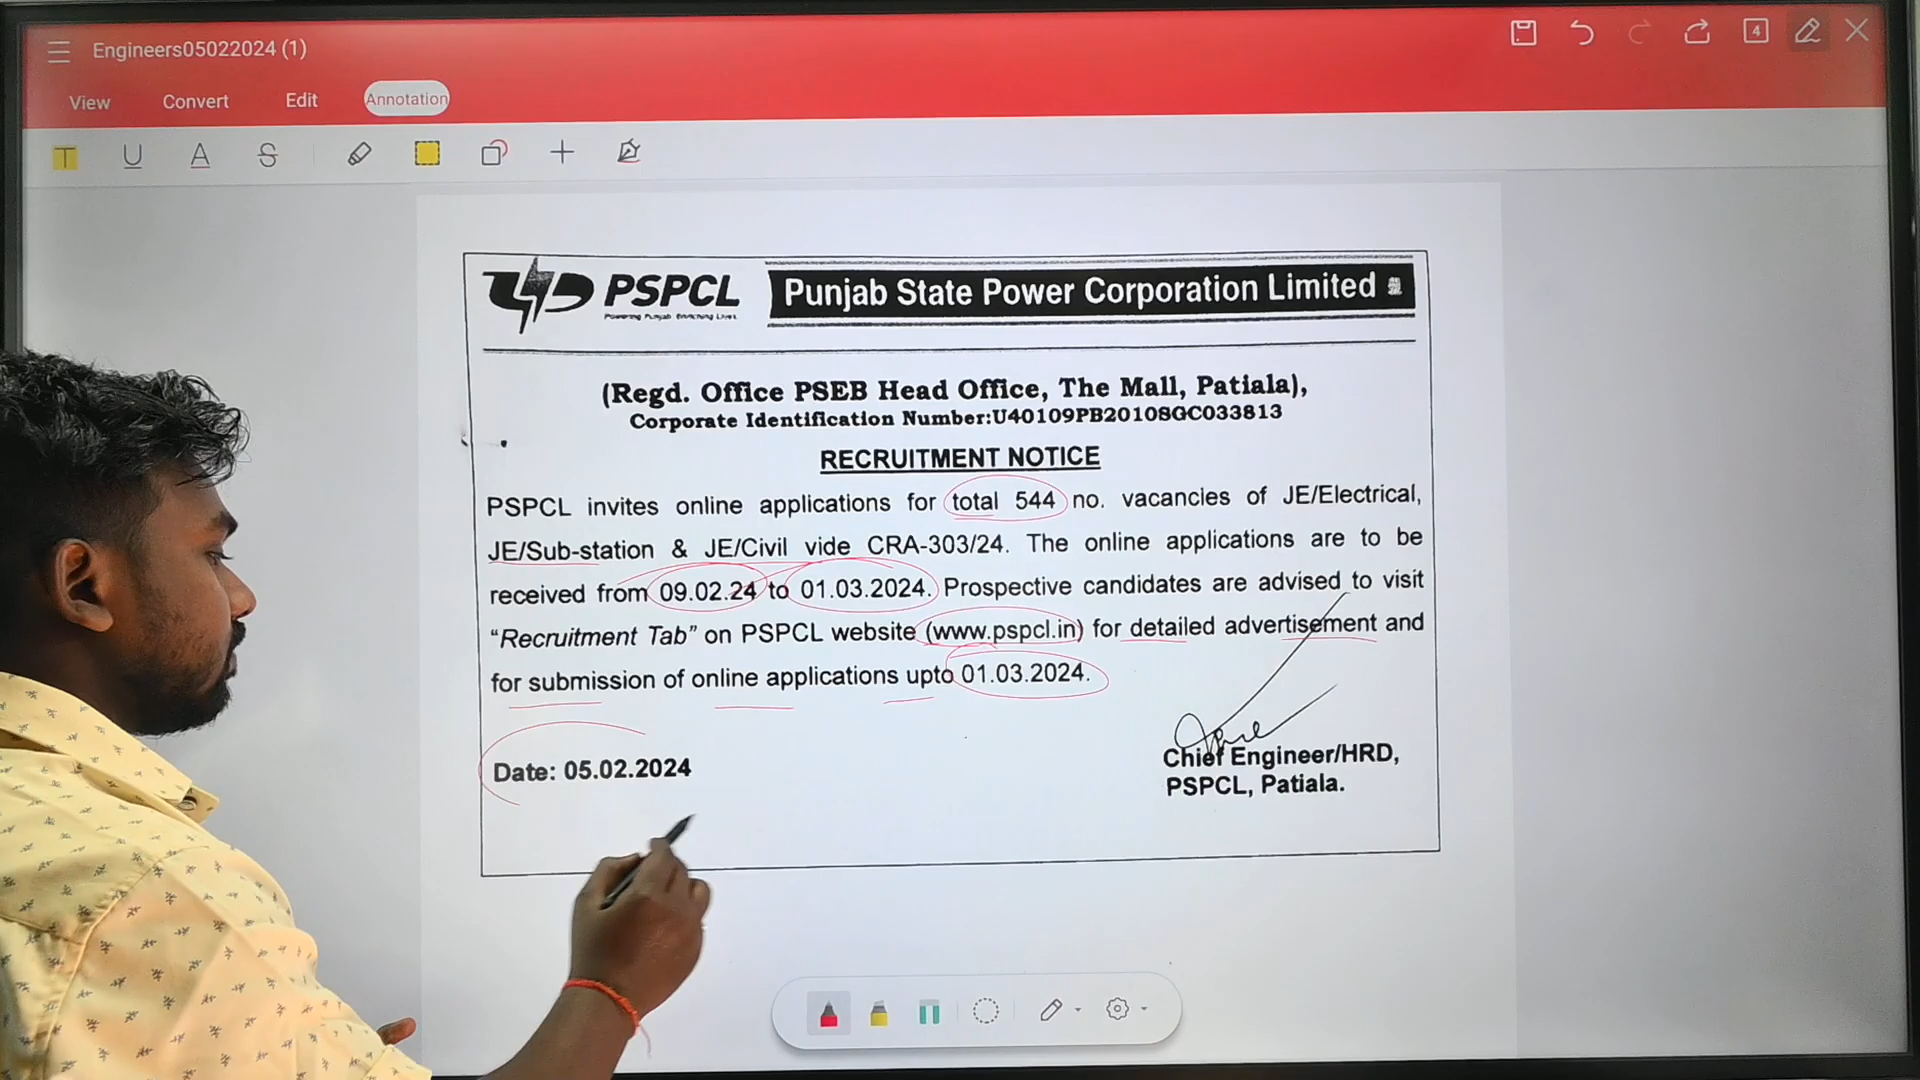 Engineers05022024 (1)
4
View Convert Edit Annotation
T U A S
PSPCL
Powering Punjab Enriching Lives.
Punjab State Power Corporation Limited
(Regd. Office PSEB Head Office, The Mall, Patiala),
Corporate Identification Number:U40109PB2010SGC033813
RECRUITMENT NOTICE
PSPCL invites online applications for total 544 no. vacancies of JE/Electrical,
JE/Sub-station & JE/Civil vide CRA-303/24. The online applications are to be
received from 09.02.24 to 01.03.2024. Prospective candidates are advised to visit
“Recruitment Tab” on PSPCL website (www.pspcl.in) for detailed advertisement and
for submission of online applications upto 01.03.2024.
Date: 05.02.2024
Chief Engineer/HRD,
PSPCL, Patiala.